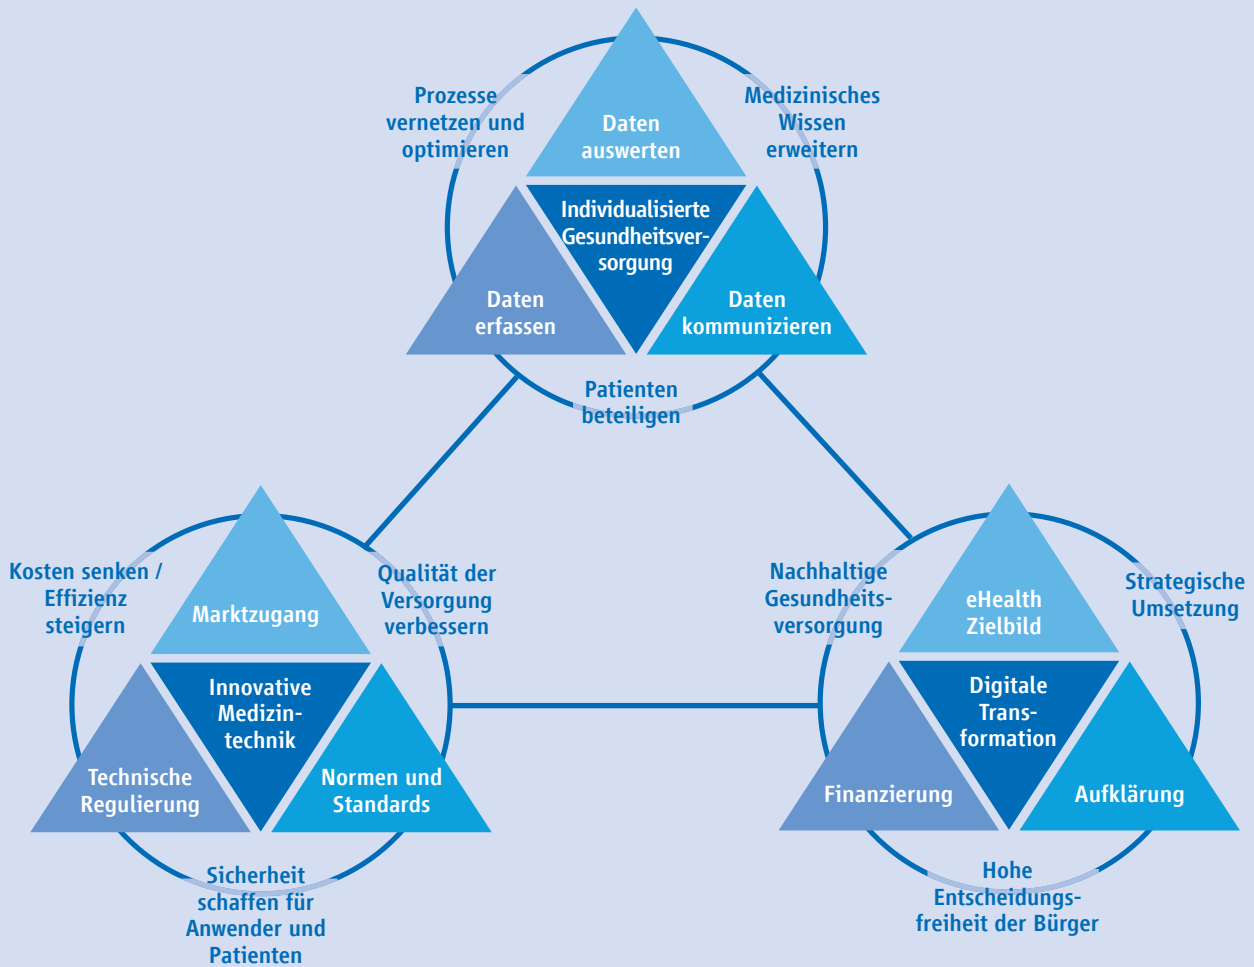 Prozesse
vernetzen und
optimieren
Daten
auswerten
Medizinisches
Wissen
erweitern
Individualisierte
Gesundheitsver-
sorgung
Daten
erfassen
Daten
kommunizieren
Patienten
beteiligen
Kosten senken /
Effizienz
steigern
Marktzugang
Qualität der
Versorgung
verbessern
Innovative
Medizin-
technik
Technische
Regulierung
Normen und
Standards
Sicherheit
schaffen für
Anwender und
Patienten
Nachhaltige
Gesundheits-
versorgung
eHealth
Zielbild
Strategische
Umsetzung
Digitale
Trans-
formation
Finanzierung
Aufklärung
Hohe
Entscheidungs-
freiheit der Bürger